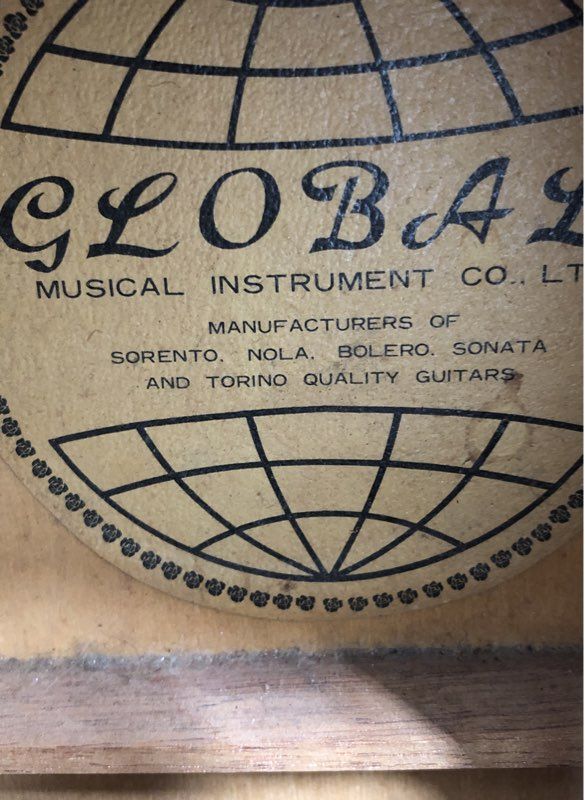 GLOBAL
MUSICAL INSTRUMENT CO., LT
MANUFACTURERS OF
SORENTO. NOLA. BOLERO. SONATA
AND TORINO QUALITY GUITARS